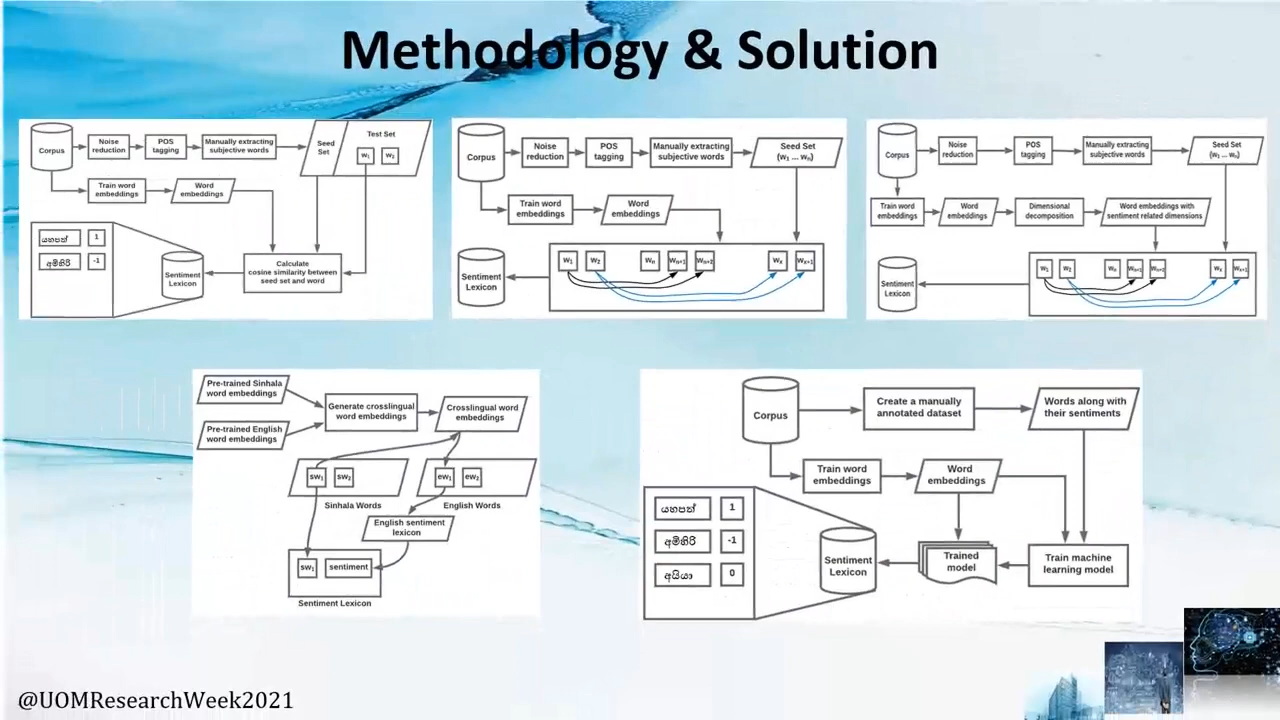 Methodology & Solution
Corpus
Noise
reduction
POS
tagging
Manually extracting
subjective words
Seed
Set
Test Set
w1
w2
Train word
embeddings
Word
embeddings
යහපත්
1
අමිහිරි
-1
Sentiment
Lexicon
Calculate
cosine similarity between
seed set and word
Corpus
Noise
reduction
POS
tagging
Manually extracting
subjective words
Seed Set
(w1 ... wn)
Train word
embeddings
Word
embeddings
Sentiment
Lexicon
w1
w2
wn
wn+1
wn+2
wx
wx+1
Corpus
Noise
reduction
POS
tagging
Manually extracting
subjective words
Seed Set
(w1 ... wn)
Train word
embeddings
Word
embeddings
Dimensional
decomposition
Word embeddings with
sentiment related dimensions
Sentiment
Lexicon
w1
w2
wn
wn+1
wn+2
wx
wx+1
Pre-trained Sinhala
word embeddings
Pre-trained English
word embeddings
Generate crosslingual
word embeddings
Crosslingual word
embeddings
sw1
sw2
Sinhala Words
ew1
ew2
English Words
English sentiment
lexicon
sw1
sentiment
Sentiment Lexicon
Corpus
Create a manually
annotated dataset
Words along with
their sentiments
Train word
embeddings
Word
embeddings
යහපත්
1
අමිහිරි
-1
අයියා
0
Sentiment
Lexicon
Trained
model
Train machine
learning model
@UOMResearchWeek2021